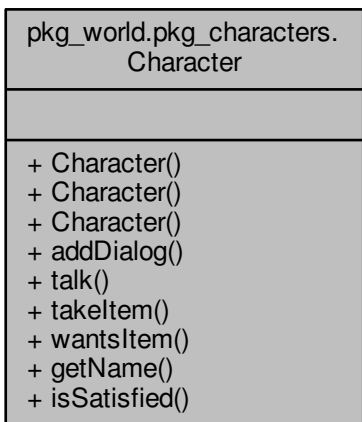 pkg_world.pkg_characters.
Character
+ Character()
+ Character()
+ Character()
+ addDialog()
+ talk()
+ takeItem()
+ wantsItem()
+ getName()
+ isSatisfied()